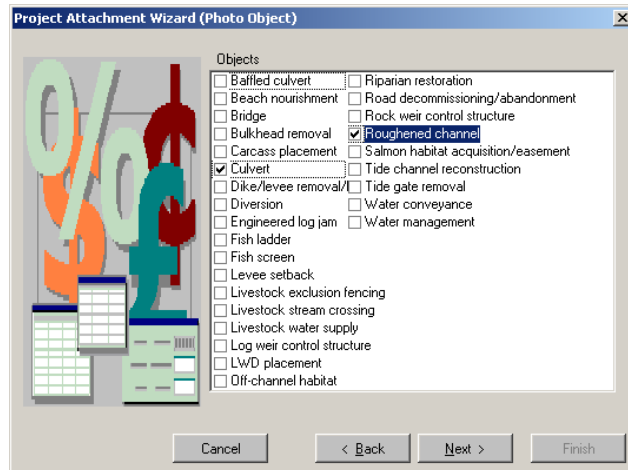 Project Attachment Wizard (Photo Object)
Objects
Baffled culvert
Beach nourishment
Bridge
Bulkhead removal
Carcass placement
Culvert
Dike/levee removal/
Diversion
Engineered log jam
Fish ladder
Fish screen
Levee setback
Livestock exclusion fencing
Livestock stream crossing
Livestock water supply
Log weir control structure
LWD placement
Off-channel habitat
Riparian restoration
Road decommissioning/abandonment
Rock weir control structure
Roughened channel
Salmon habitat acquisition/easement
Tide channel reconstruction
Tide gate removal
Water conveyance
Water management
Cancel
< Back
Next >
Finish